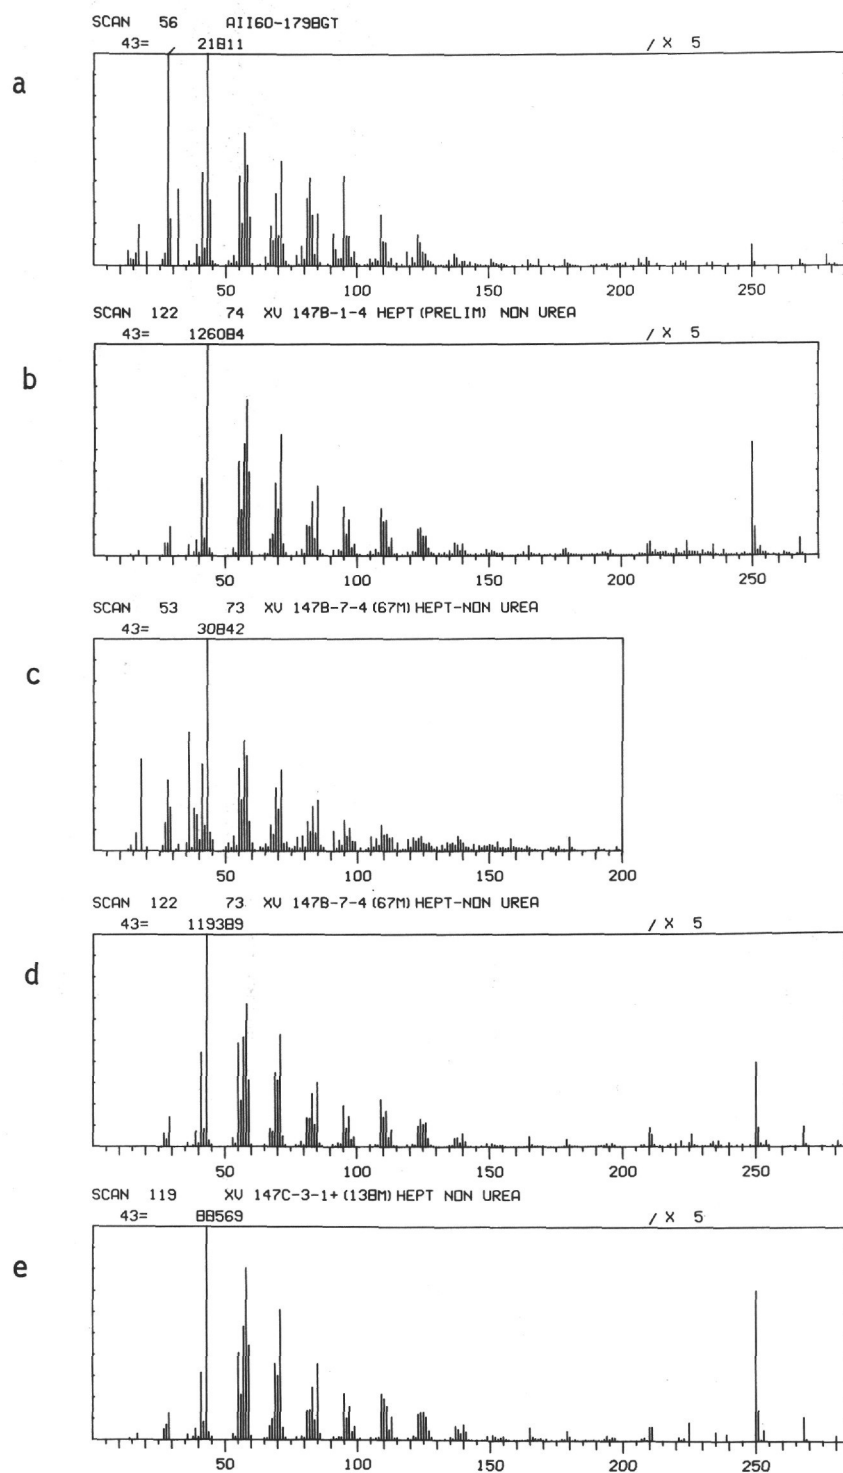 SCAN 56 AII60-179BGT
43= 21811 / X 5
a
50 100 150 200 250
SCAN 122 74 XV 147B-1-4 HEPT (PRELIM) NON UREA
43= 126084 / X 5
b
50 100 150 200 250
SCAN 53 73 XV 147B-7-4 (67M) HEPT-NON UREA
43= 30842
c
50 100 150 200
SCAN 122 73 XV 147B-7-4 (67M) HEPT-NON UREA
43= 119389 / X 5
d
50 100 150 200 250
SCAN 119 XV 147C-3-1+ (138M) HEPT NON UREA
43= 88569 / X 5
e
50 100 150 200 250